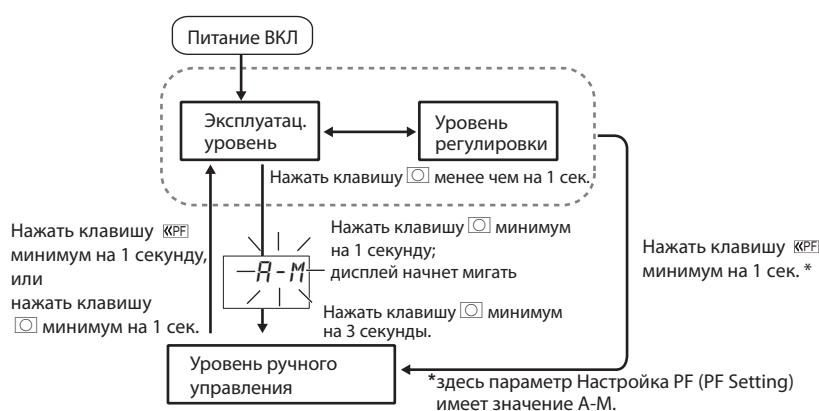 Питание ВКЛ
Эксплуатац.
уровень
Уровень
регулировки
Нажать клавишу менее чем на 1 сек.
Нажать клавишу «PF
минимум на 1 секунду,
или
нажать клавишу
минимум на 1 сек.
A-M
Нажать клавишу минимум
на 1 секунду;
дисплей начнет мигать
Нажать клавишу минимум
на 3 секунды.
Нажать клавишу «PF
минимум на 1 сек. *
Уровень ручного
управления
*здесь параметр Настройка PF (PF Setting)
имеет значение A-M.